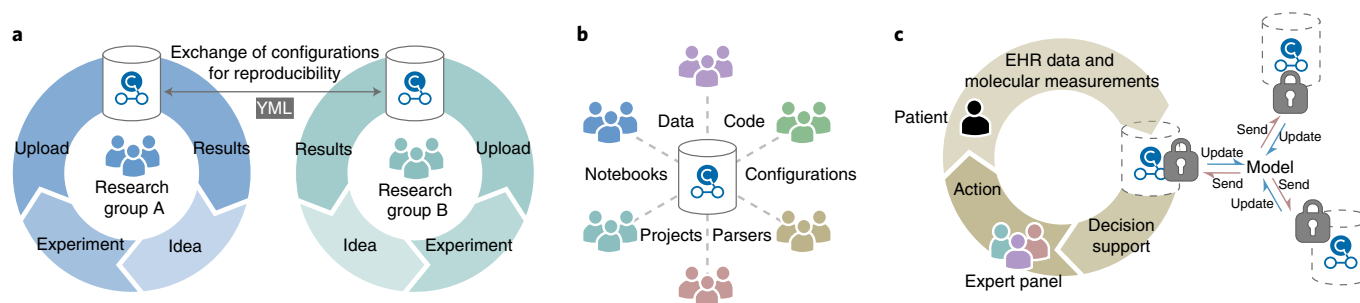 a
Exchange of configurations
for reproducibility
YML
C
C
Upload
Results
Research
group A
Experiment
Idea
Results
Upload
Research
group B
Idea
Experiment
b
Data
Code
Notebooks
C
Configurations
Projects
Parsers
c
EHR data and
molecular measurements
Patient
C
Action
Decision
support
Expert panel
C
Send
Update
Update
Model
Send
Send
Update
C